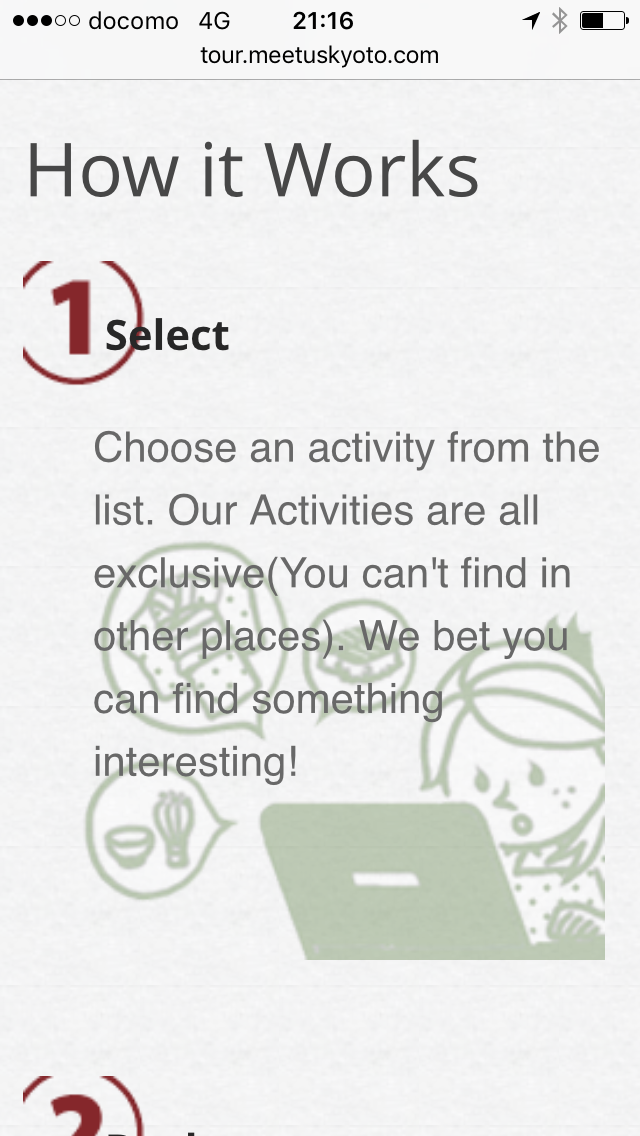 docomo 4G 21:16
tour.meetuskyoto.com
How it Works
1 Select
Choose an activity from the
list. Our Activities are all
exclusive(You can't find in
other places). We bet you
can find something
interesting!
2